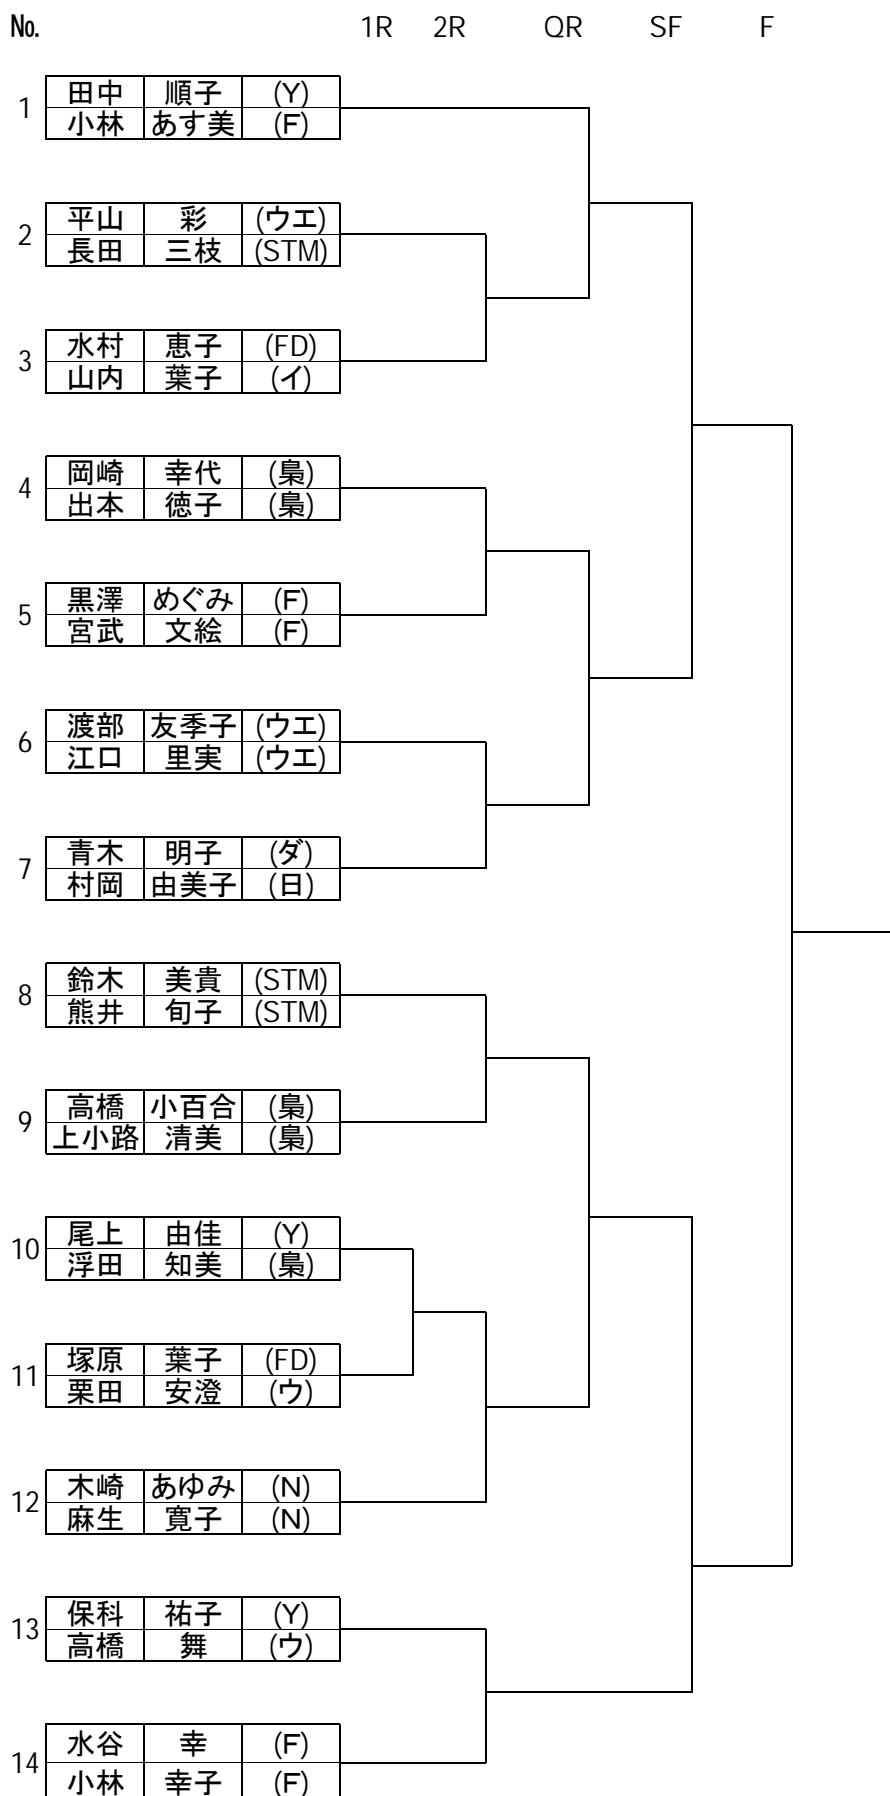 No. 1R 2R QR SF F
田中 順子 (Y)
1
小林 あす美 (F)
平山 彩 (ウエ)
2
長田 三枝 (STM)
水村 恵子 (FD)
3
山内 葉子 (イ)
岡崎 幸代 (梟)
4
出本 徳子 (梟)
黒澤 めぐみ (F)
5
宮武 文絵 (F)
渡部 友季子 (ウエ)
6
江口 里実 (ウエ)
青木 明子 (ダ)
7
村岡 由美子 (日)
鈴木 美貴 (STM)
8
熊井 旬子 (STM)
高橋 小百合 (梟)
9
上小路 清美 (梟)
尾上 由佳 (Y)
10
浮田 知美 (梟)
塚原 葉子 (FD)
11
栗田 安澄 (ウ)
木崎 あゆみ (N)
12
麻生 寛子 (N)
保科 祐子 (Y)
13
高橋 舞 (ウ)
水谷 幸 (F)
14
小林 幸子 (F)